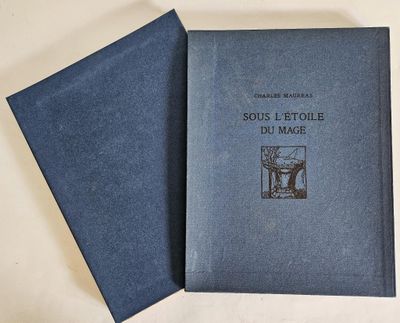 CHARLES MAURRAS
SOUS L'ÉTOILE
DU MAGE